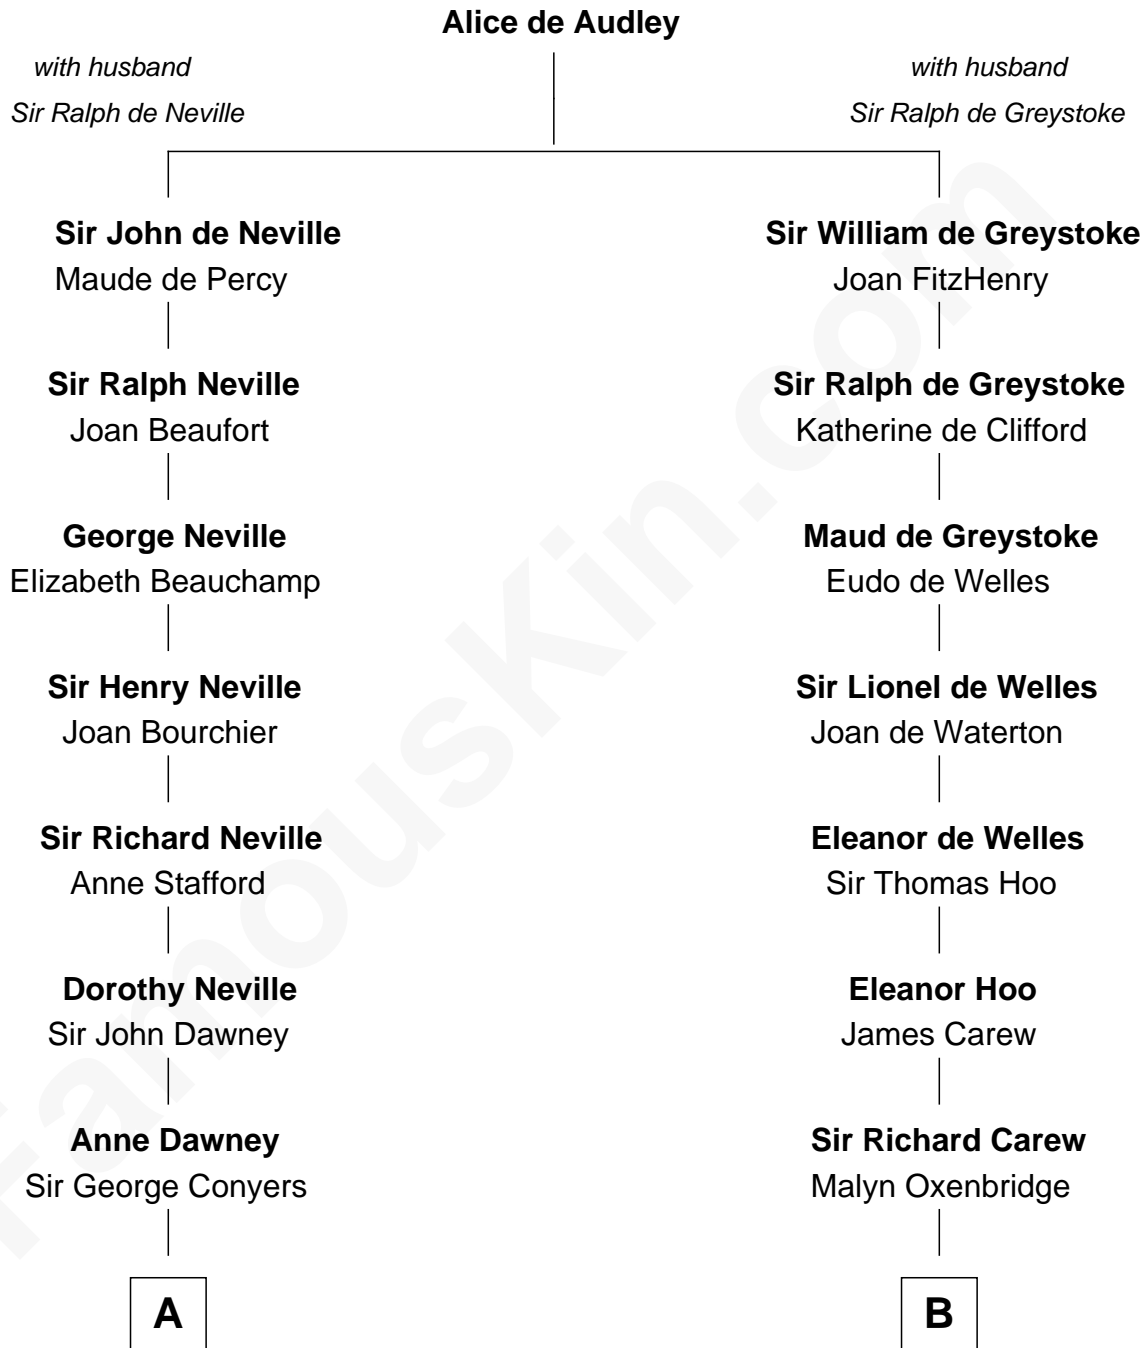 Alice de Audley
with husband
Sir Ralph de Neville
with husband
Sir Ralph de Greystoke
Sir John de Neville
Maude de Percy
Sir William de Greystoke
Joan FitzHenry
Sir Ralph Neville
Joan Beaufort
Sir Ralph de Greystoke
Katherine de Clifford
George Neville
Elizabeth Beauchamp
Maud de Greystoke
Eudo de Welles
Sir Henry Neville
Joan Bourchier
Sir Lionel de Welles
Joan de Waterton
Sir Richard Neville
Anne Stafford
Eleanor de Welles
Sir Thomas Hoo
Dorothy Neville
Sir John Dawney
Eleanor Hoo
James Carew
Anne Dawney
Sir George Conyers
Sir Richard Carew
Malyn Oxenbridge
A
B
FamousKin.com